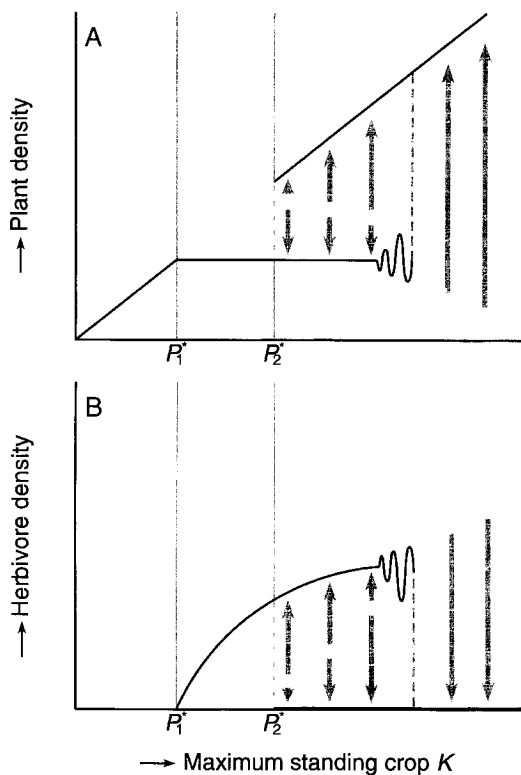 A
→ Plant density
P₁* P₂*
B
→ Herbivore density
P₁* P₂*
→ Maximum standing crop K